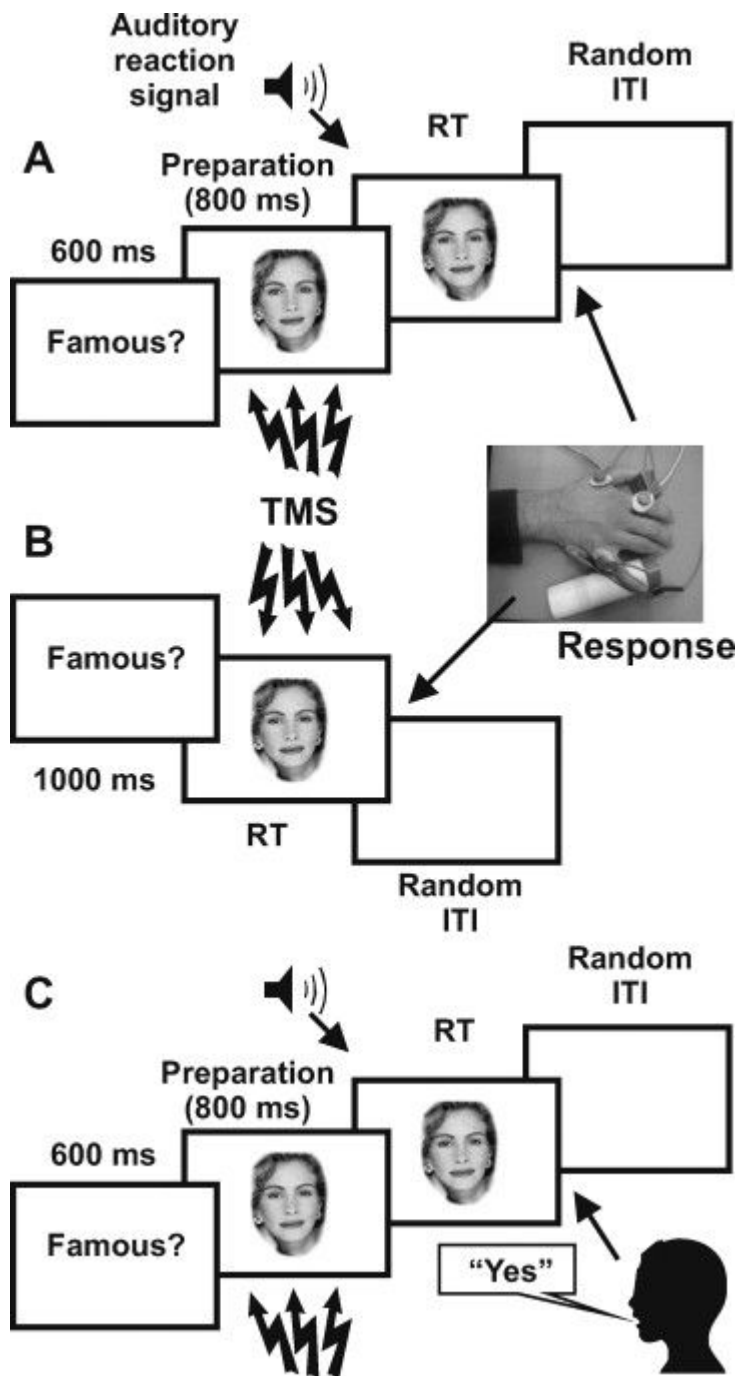 Auditory
reaction
signal
Random
ITI
RT
A
Preparation
(800 ms)
600 ms
Famous?
TMS
B
Famous?
Response
1000 ms
RT
Random
ITI
C
Random
ITI
RT
Preparation
(800 ms)
600 ms
Famous?
“Yes”